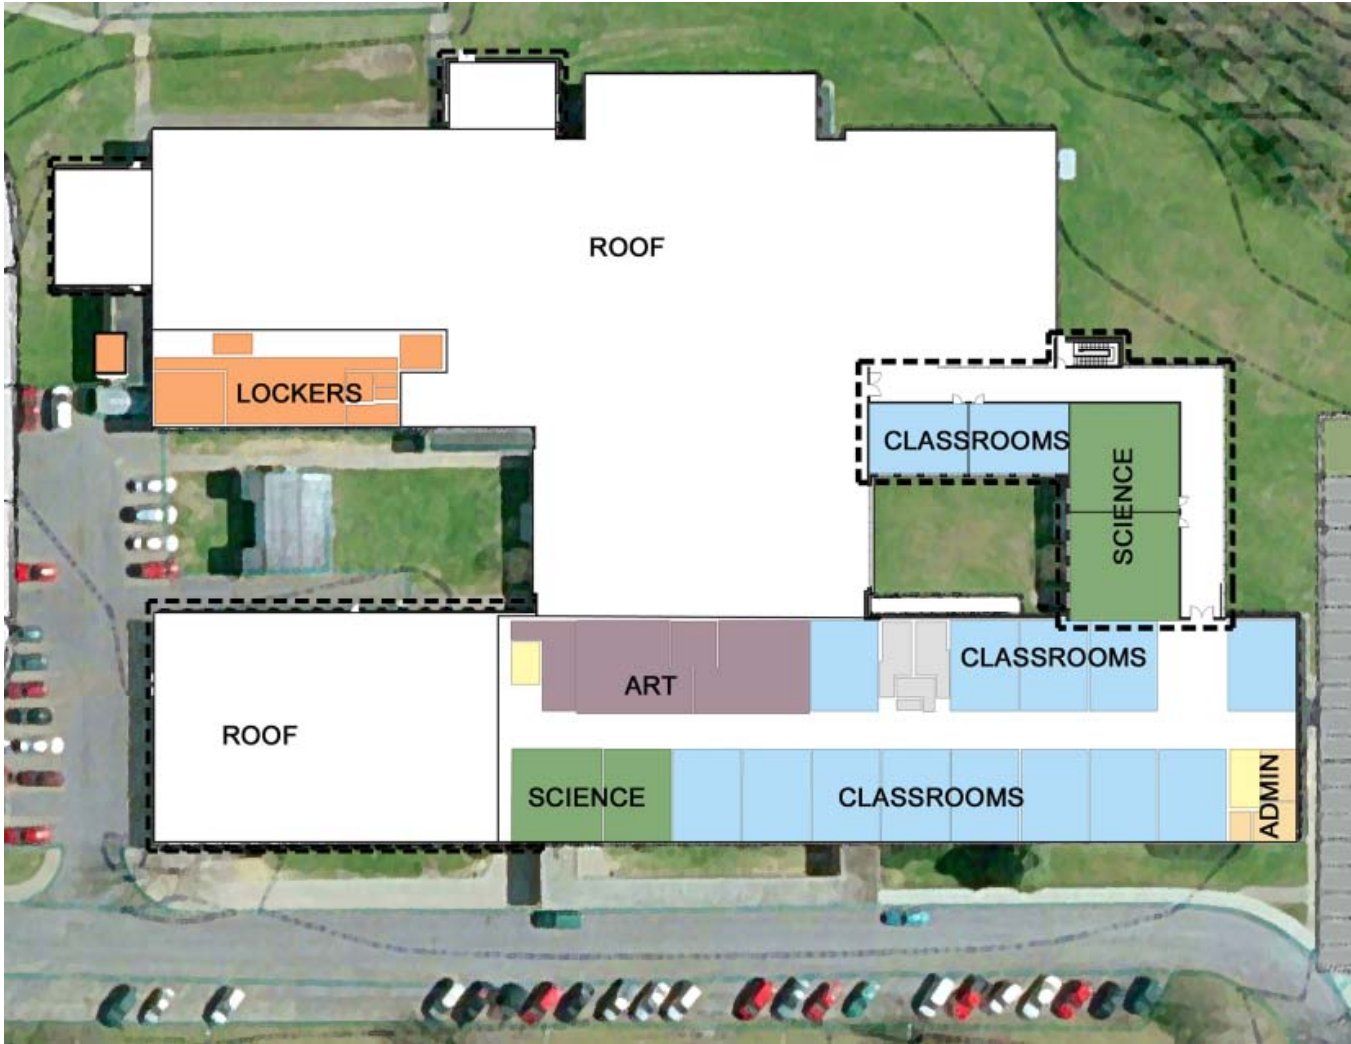 ROOF
LOCKERS
CLASSROOMS
SCIENCE
CLASSROOMS
ART
ROOF
SCIENCE
CLASSROOMS
ADMIN